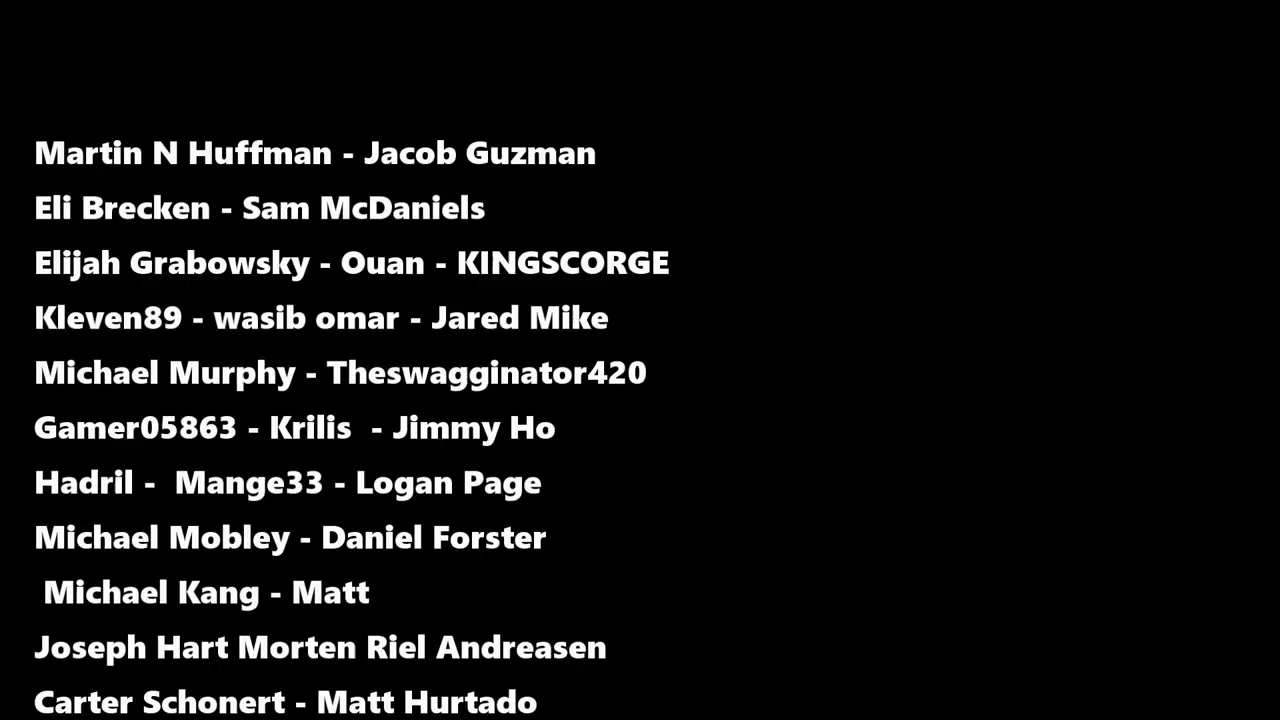 Martin N Huffman - Jacob Guzman
Eli Brecken - Sam McDaniels
Elijah Grabowsky - Ouan - KINGSCORGE
Kleven89 - wasib omar - Jared Mike
Michael Murphy - Theswagginator420
Gamer05863 - Krilis  - Jimmy Ho
Hadril -  Mange33 - Logan Page
Michael Mobley - Daniel Forster
Michael Kang - Matt
Joseph Hart Morten Riel Andreasen
Carter Schonert - Matt Hurtado